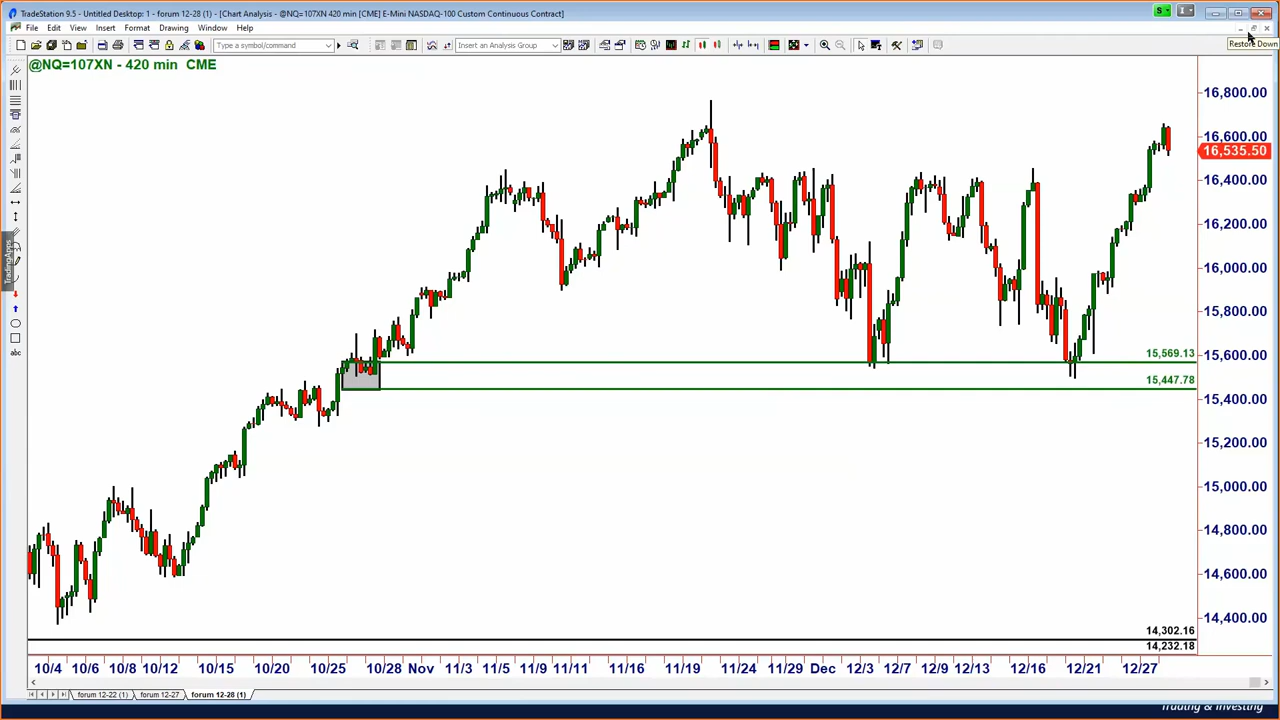 TradeStation 9.5 - Untitled Desktop: 1 - forum 12-28 (1) - [Chart Analysis - @NQ=107XN 420 min [CME] E-Mini NASDAQ-100 Custom Continuous Contract]
File Edit View Insert Format Drawing Window Help
Restore Down
Type a symbol/command
Insert an Analysis Group
@NQ=107XN - 420 min CME
TradingApps
16,800.00
16,600.00
16,535.50
16,400.00
16,200.00
16,000.00
15,800.00
15,600.00
15,569.13
15,447.78
15,400.00
15,200.00
15,000.00
14,800.00
14,600.00
14,400.00
14,302.16
14,232.18
10/4 10/6 10/8 10/12 10/15 10/20 10/25 10/28 Nov 11/3 11/5 11/9 11/11 11/16 11/19 11/24 11/29 Dec 12/3 12/7 12/9 12/13 12/16 12/21 12/27
forum 12-22 (1) forum 12-27 forum 12-28 (1)
Trading & Investing